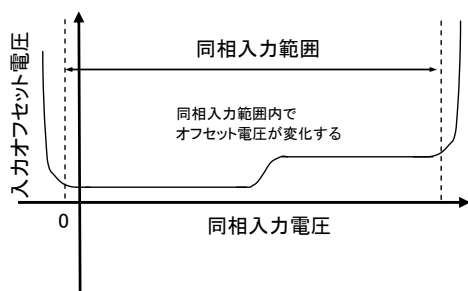 同相入力範囲
同相入力範囲内で
オフセット電圧が変化する
入力オフセット電圧
0
同相入力電圧